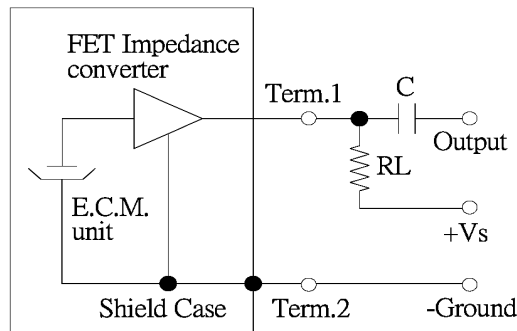 FET Impedance
converter
Term.1
C
Output
RL
E.C.M.
unit
+Vs
Shield Case
Term.2
-Ground